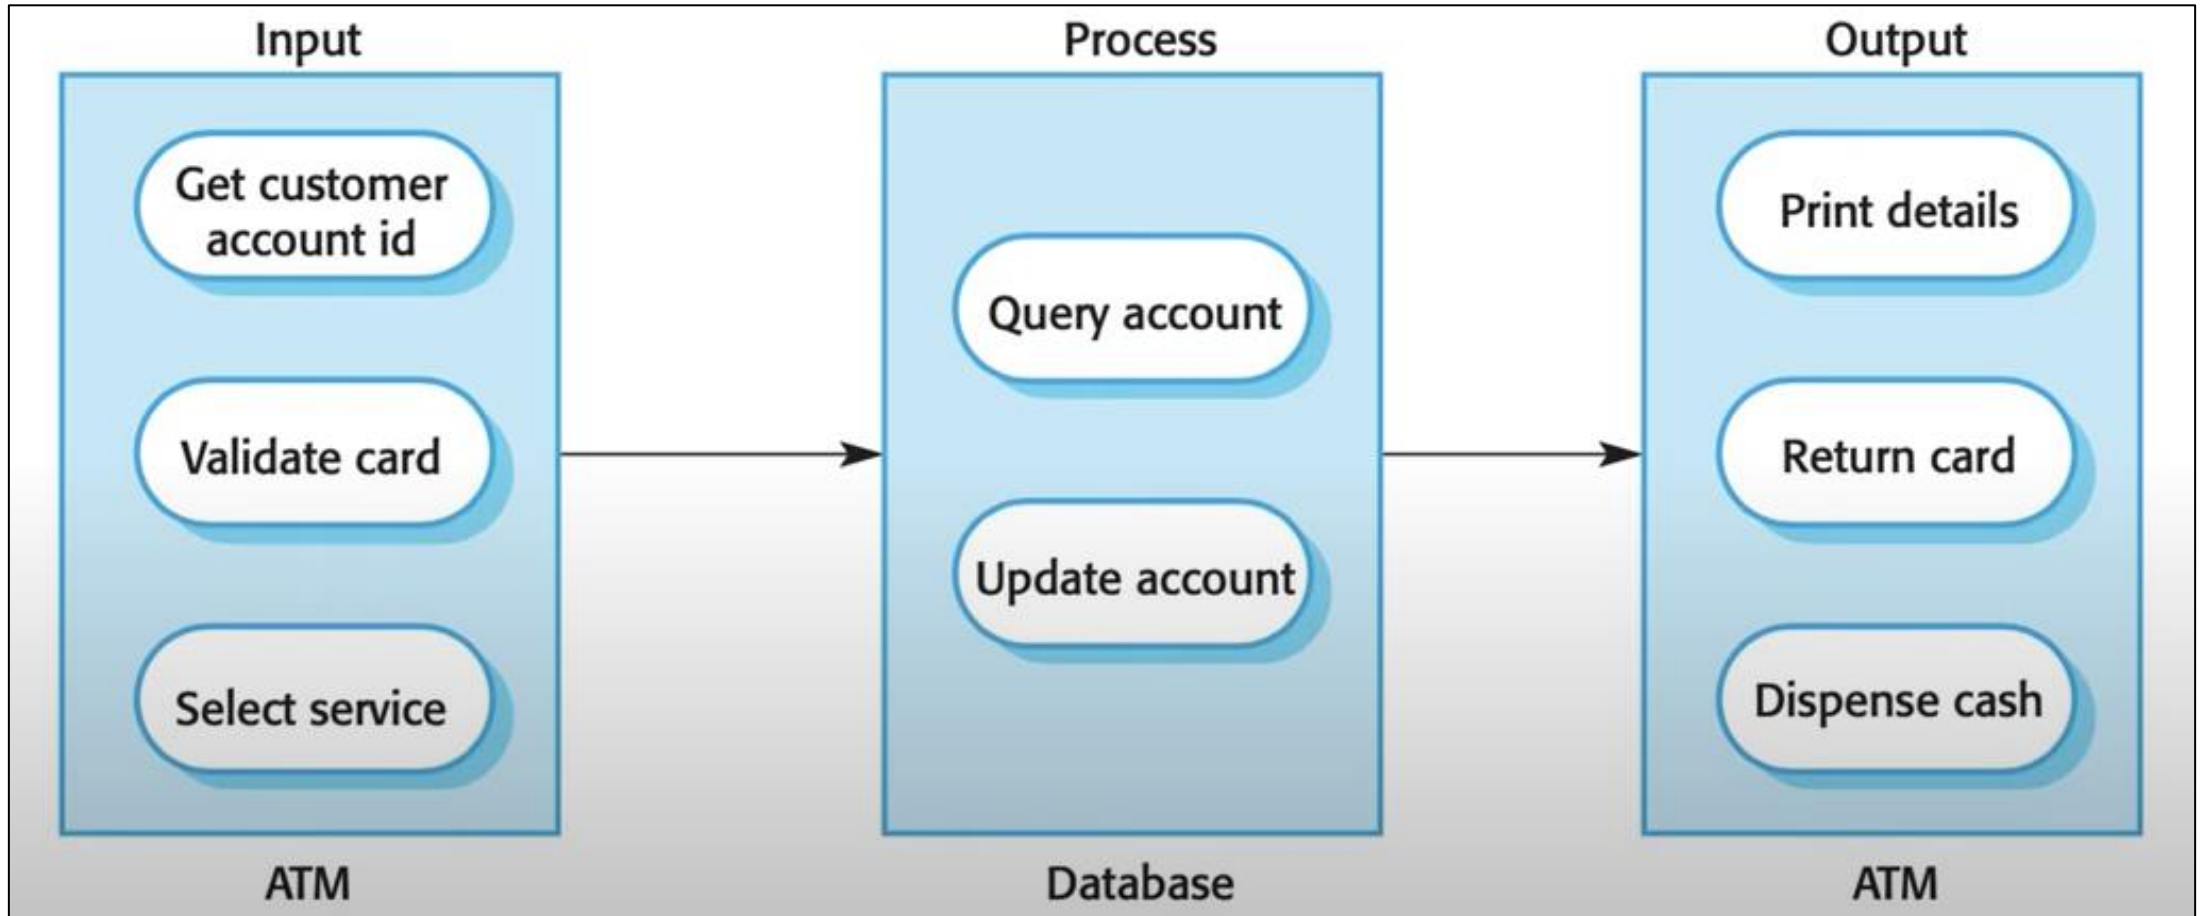 Input
Get customer
account id
Validate card
Select service
ATM
Process
Query account
Update account
Database
Output
Print details
Return card
Dispense cash
ATM